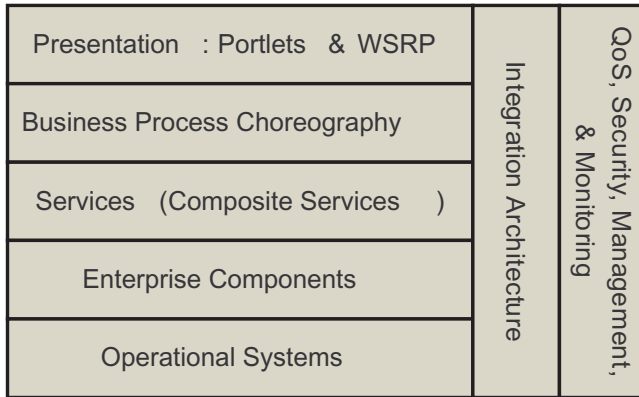 Presentation : Portlets & WSRP
Business Process Choreography
Services (Composite Services )
Enterprise Components
Operational Systems
Integration Architecture
QoS, Security, Management,
& Monitoring